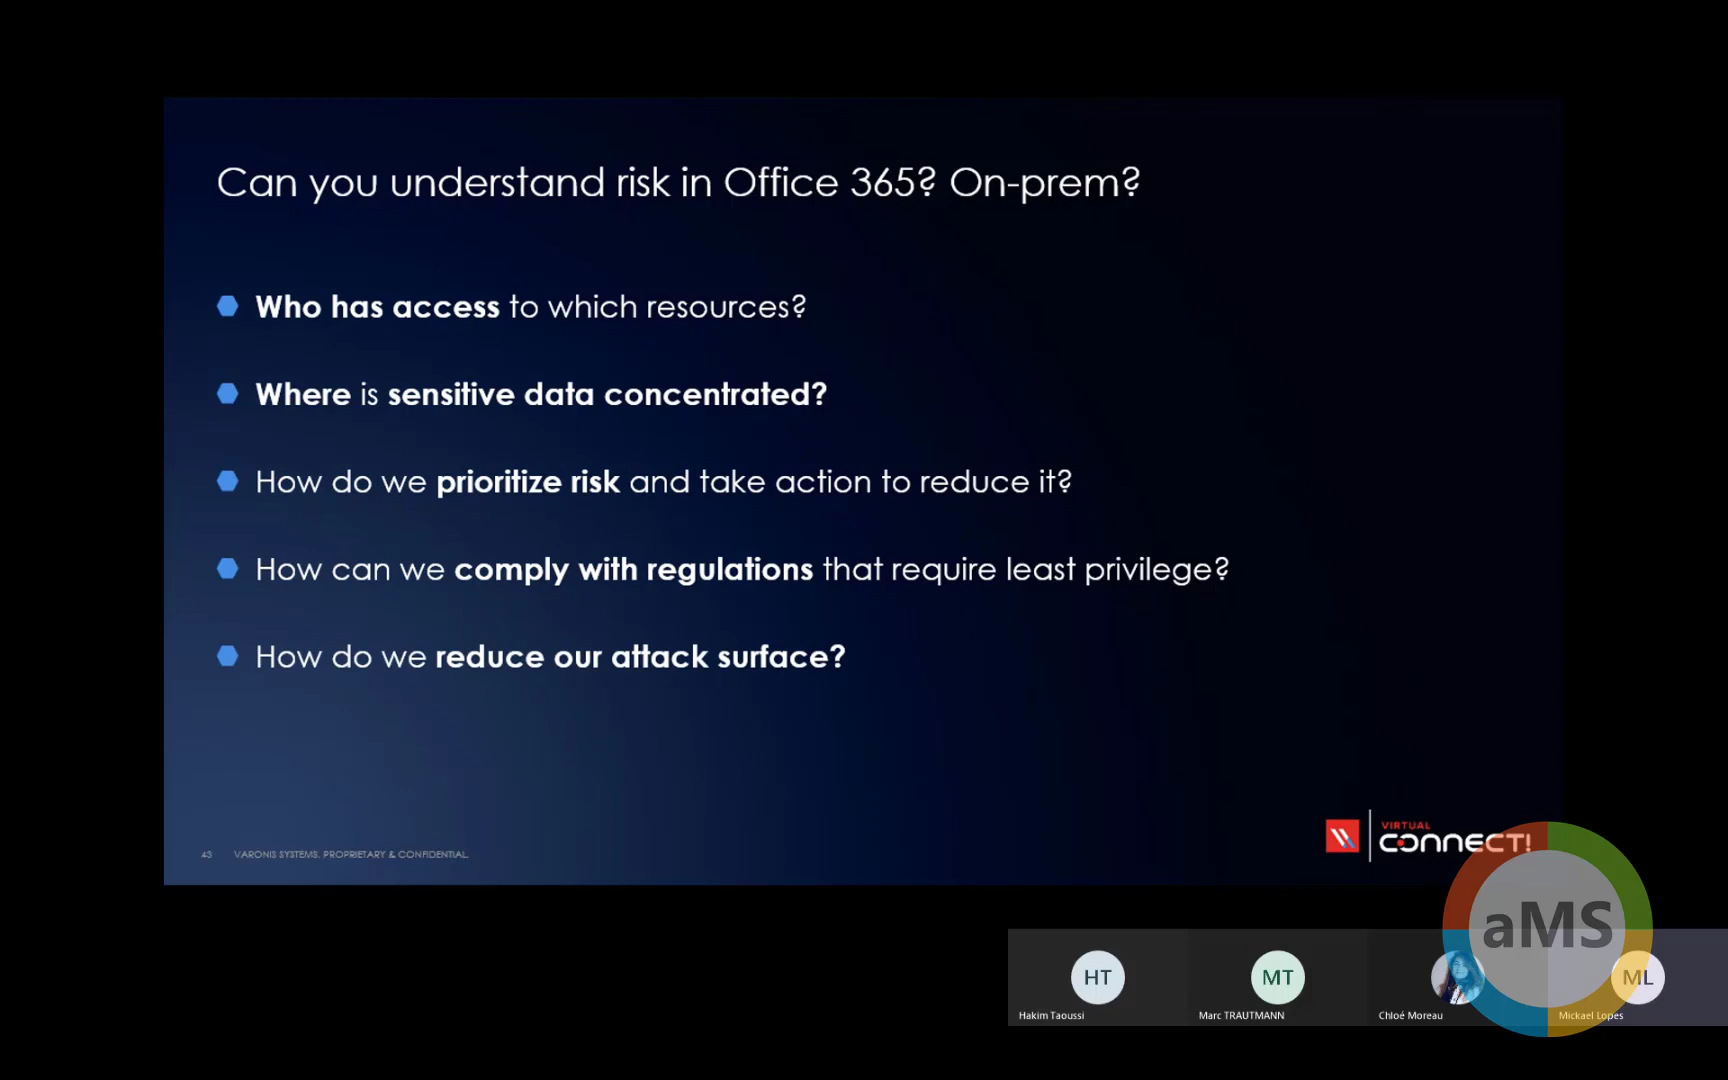 Can you understand risk in Office 365? On-prem?
Who has access to which resources?
Where is sensitive data concentrated?
How do we prioritize risk and take action to reduce it?
How can we comply with regulations that require least privilege?
How do we reduce our attack surface?
43 VARONIS SYSTEMS. PROPRIETARY & CONFIDENTIAL.
VIRTUAL
CONNECT!
aMS
HT
MT
ML
Hakim Taoussi
Marc TRAUTMANN
Chloé Moreau
Mickael Lopes